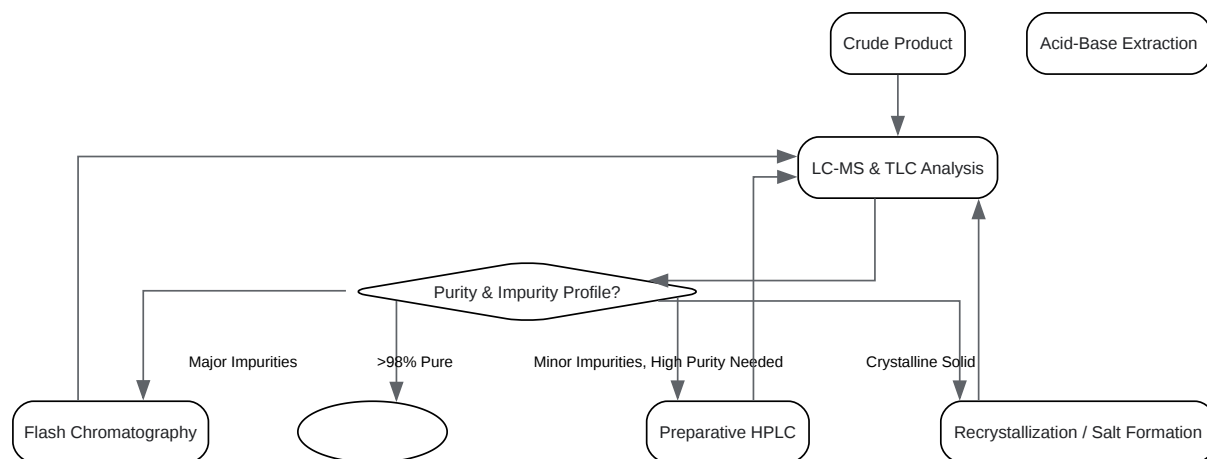 Crude Product
Acid-Base Extraction
LC-MS & TLC Analysis
Purity & Impurity Profile?
Major Impurities
>98% Pure
Minor Impurities, High Purity Needed
Crystalline Solid
Flash Chromatography
Preparative HPLC
Recrystallization / Salt Formation